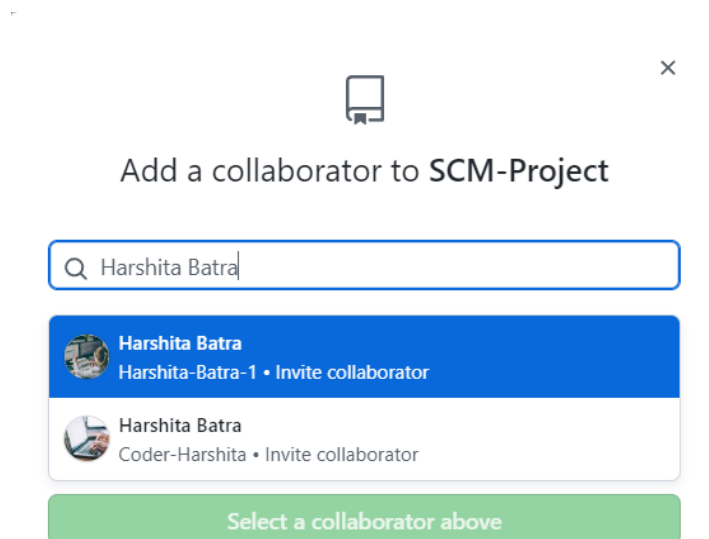 Add a collaborator to SCM-Project
Harshita Batra
Harshita Batra
Harshita-Batra-1 • Invite collaborator
Harshita Batra
Coder-Harshita • Invite collaborator
Select a collaborator above